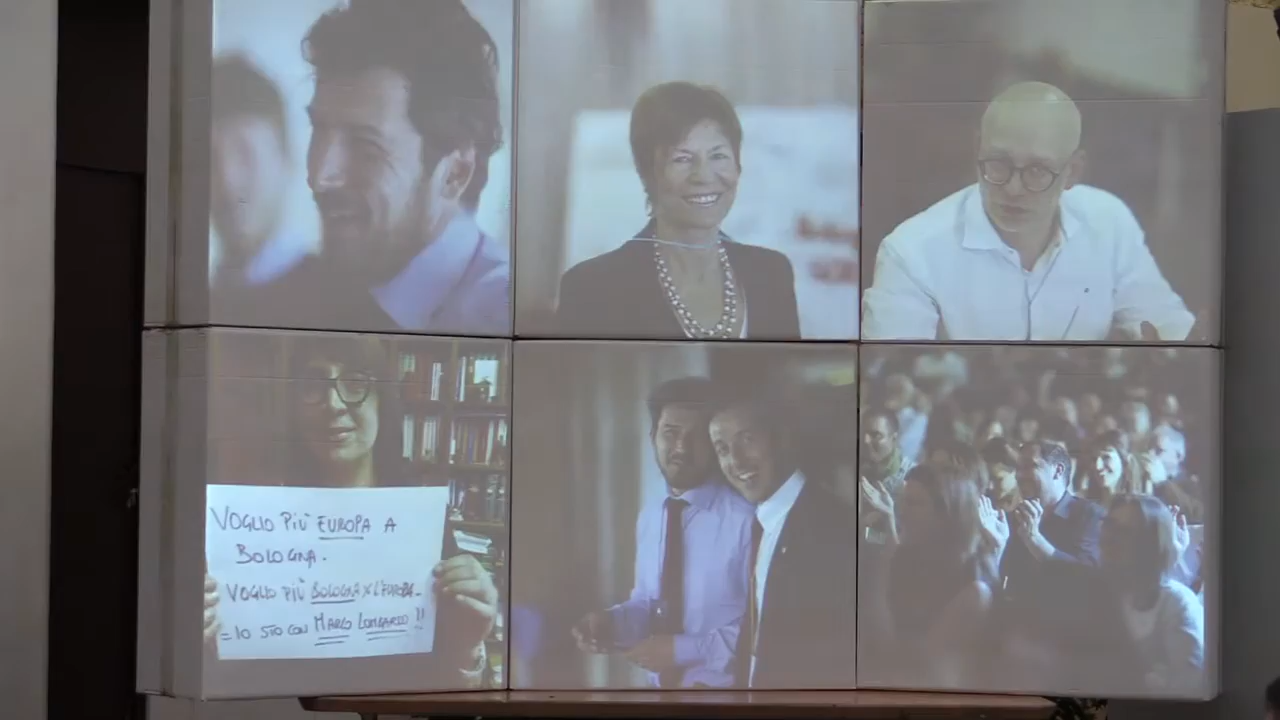 VOGLIO PIÙ EUROPA A
BOLOGNA.
VOGLIO PIÙ BOLOGNA X L'EUROPA.
= IO STO CON MARCO LOMBARDO !!